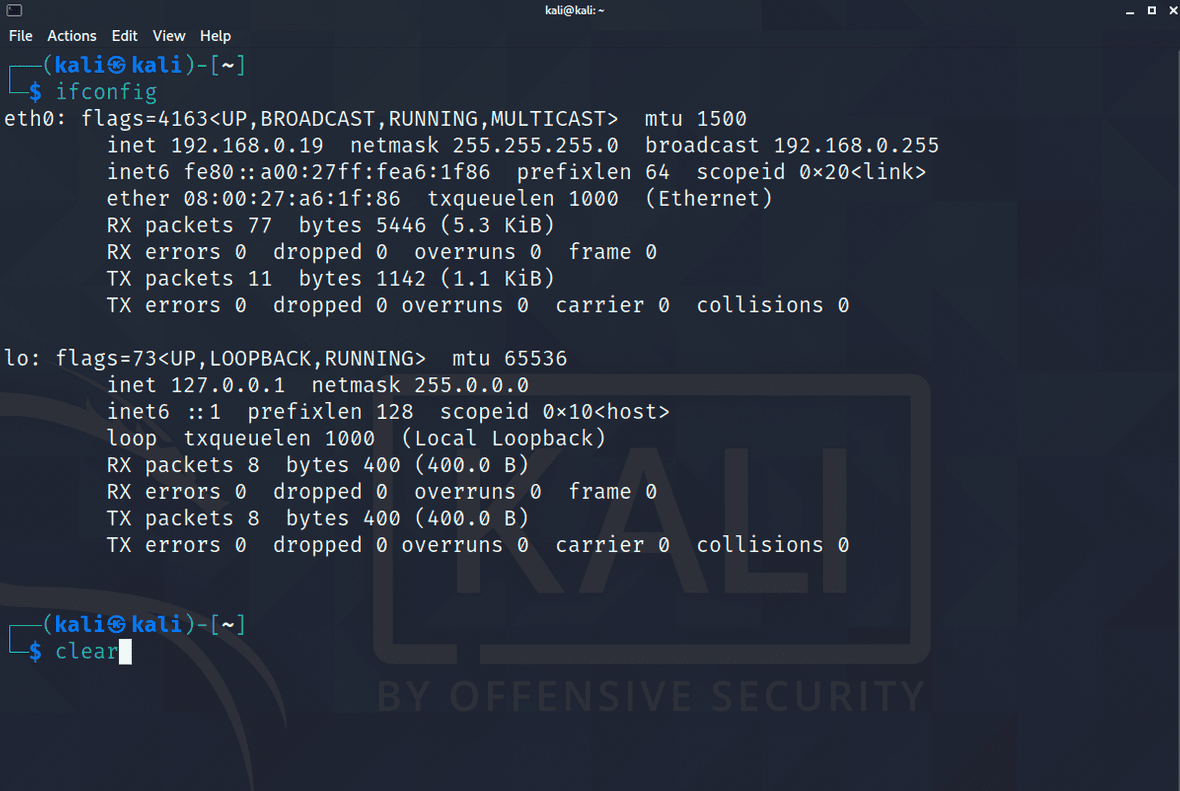 kali@kali: ~
File Actions Edit View Help
┌──(kali㉿kali)-[~]
└─$ ifconfig
eth0: flags=4163<UP,BROADCAST,RUNNING,MULTICAST>  mtu 1500
        inet 192.168.0.19  netmask 255.255.255.0  broadcast 192.168.0.255
        inet6 fe80::a00:27ff:fea6:1f86  prefixlen 64  scopeid 0×20<link>
        ether 08:00:27:a6:1f:86  txqueuelen 1000  (Ethernet)
        RX packets 77  bytes 5446 (5.3 KiB)
        RX errors 0  dropped 0  overruns 0  frame 0
        TX packets 11  bytes 1142 (1.1 KiB)
        TX errors 0  dropped 0 overruns 0  carrier 0  collisions 0

lo: flags=73<UP,LOOPBACK,RUNNING>  mtu 65536
        inet 127.0.0.1  netmask 255.0.0.0
        inet6 ::1  prefixlen 128  scopeid 0×10<host>
        loop  txqueuelen 1000  (Local Loopback)
        RX packets 8  bytes 400 (400.0 B)
        RX errors 0  dropped 0  overruns 0  frame 0
        TX packets 8  bytes 400 (400.0 B)
        TX errors 0  dropped 0 overruns 0  carrier 0  collisions 0

┌──(kali㉿kali)-[~]
└─$ clear
KALI
BY OFFENSIVE SECURITY